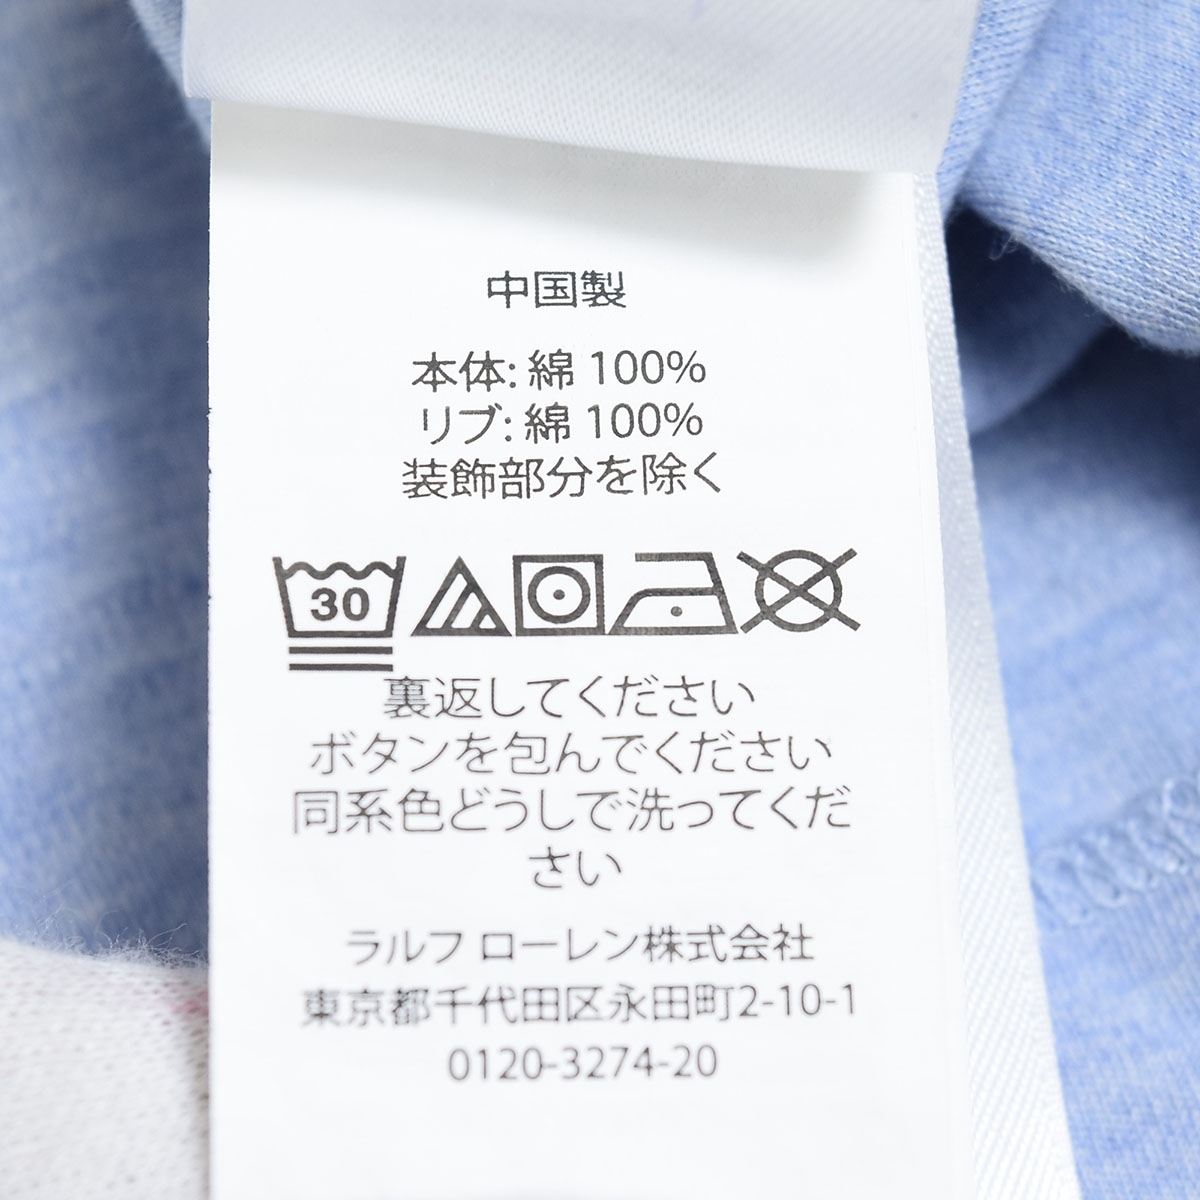 中国製
本体: 綿 100%
リブ: 綿 100%
装飾部分を除く
30
裏返してください
ボタンを包んでください
同系色どうしで洗ってくだ
さい
ラルフ ローレン株式会社
東京都千代田区永田町2-10-1
0120-3274-20